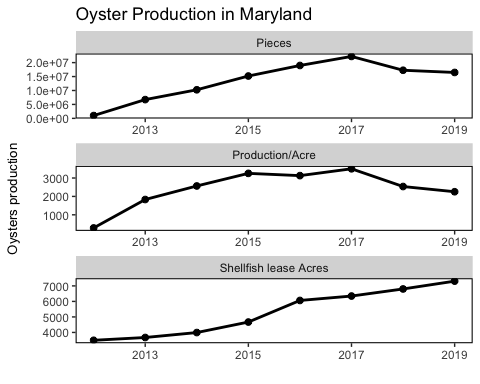 Oyster Production in Maryland
Pieces
2.0e+07
1.5e+07
1.0e+07
5.0e+06
0.0e+00
2013 2015 2017 2019
Production/Acre
3000
2000
1000
2013 2015 2017 2019
Oysters production
Shellfish lease Acres
7000
6000
5000
4000
2013 2015 2017 2019